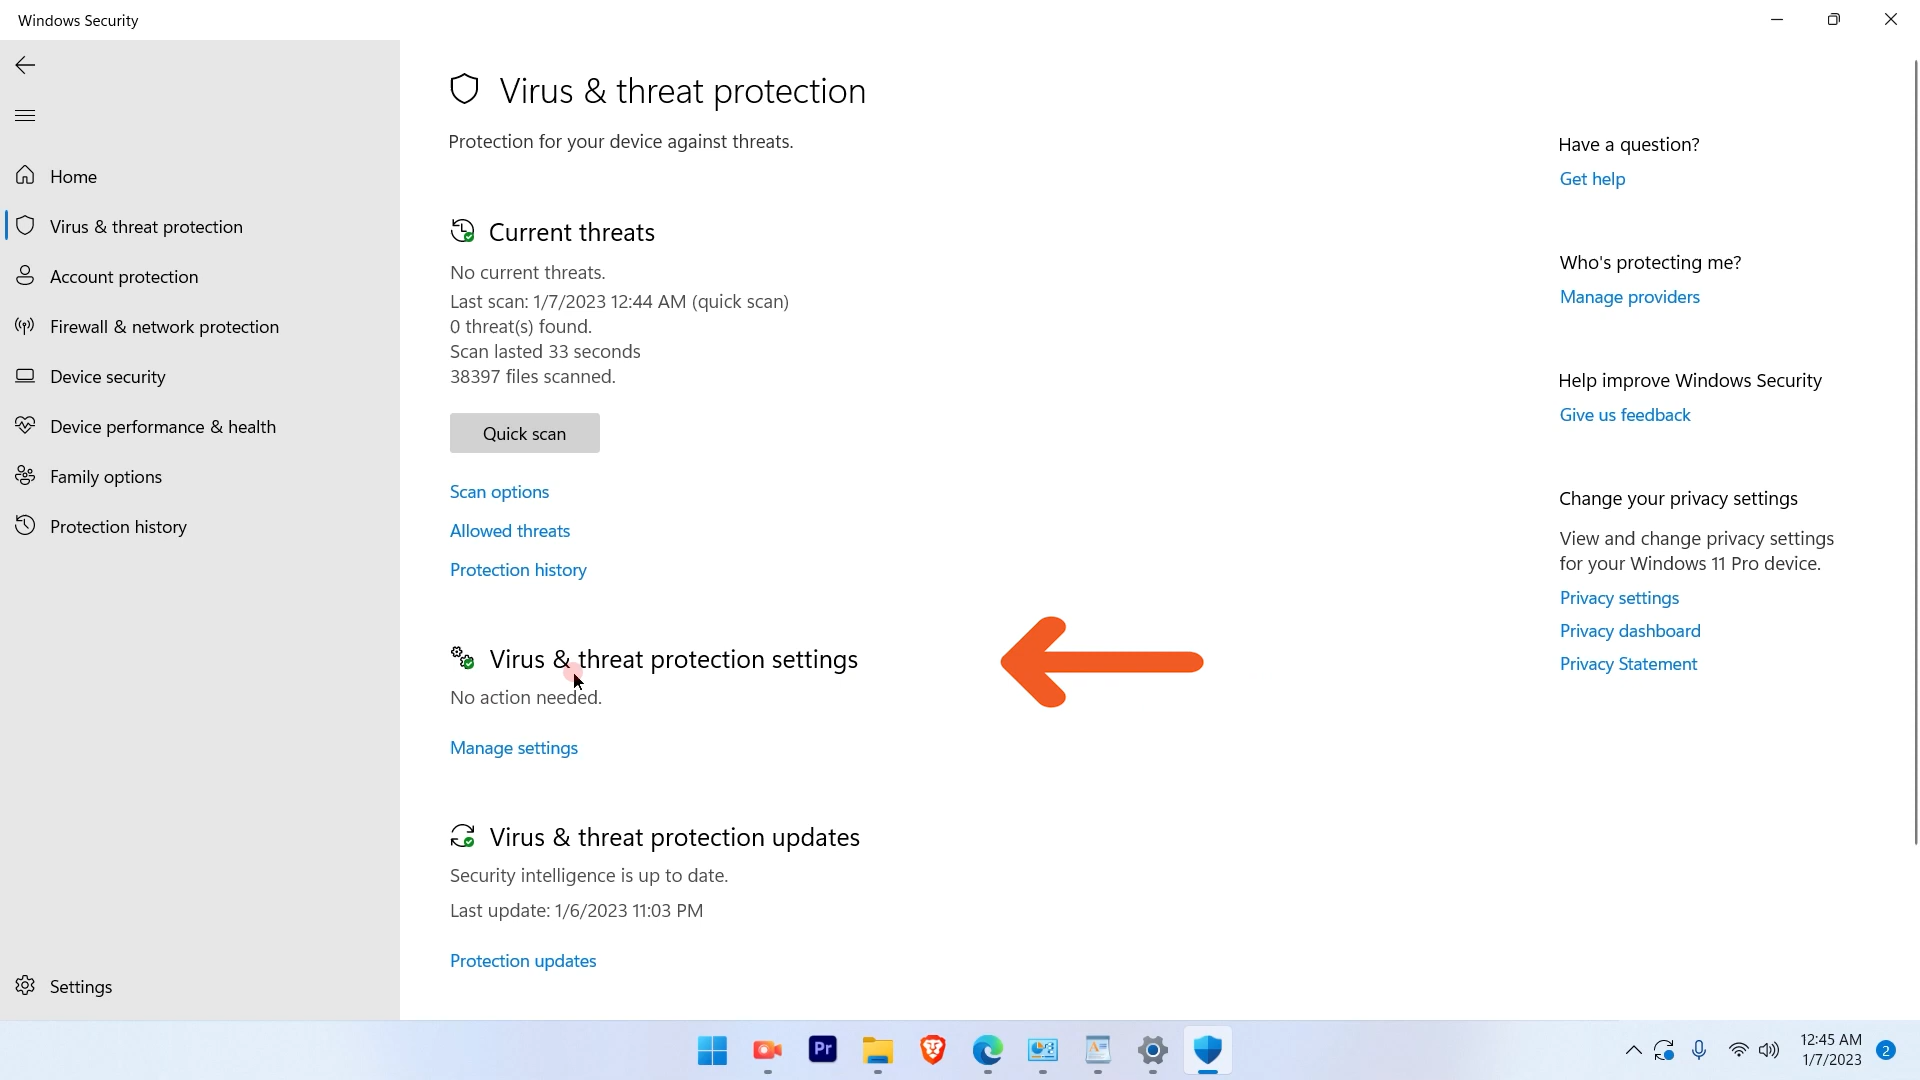 Windows Security
Home
Virus & threat protection
Account protection
Firewall & network protection
Device security
Device performance & health
Family options
Protection history
Settings
Virus & threat protection
Protection for your device against threats.
Current threats
No current threats.
Last scan: 1/7/2023 12:44 AM (quick scan)
0 threat(s) found.
Scan lasted 33 seconds
38397 files scanned.
Quick scan
Scan options
Allowed threats
Protection history
Virus & threat protection settings
No action needed.
Manage settings
Virus & threat protection updates
Security intelligence is up to date.
Last update: 1/6/2023 11:03 PM
Protection updates
Have a question?
Get help
Who's protecting me?
Manage providers
Help improve Windows Security
Give us feedback
Change your privacy settings
View and change privacy settings
for your Windows 11 Pro device.
Privacy settings
Privacy dashboard
Privacy Statement
Pr
12:45 AM
1/7/2023
2